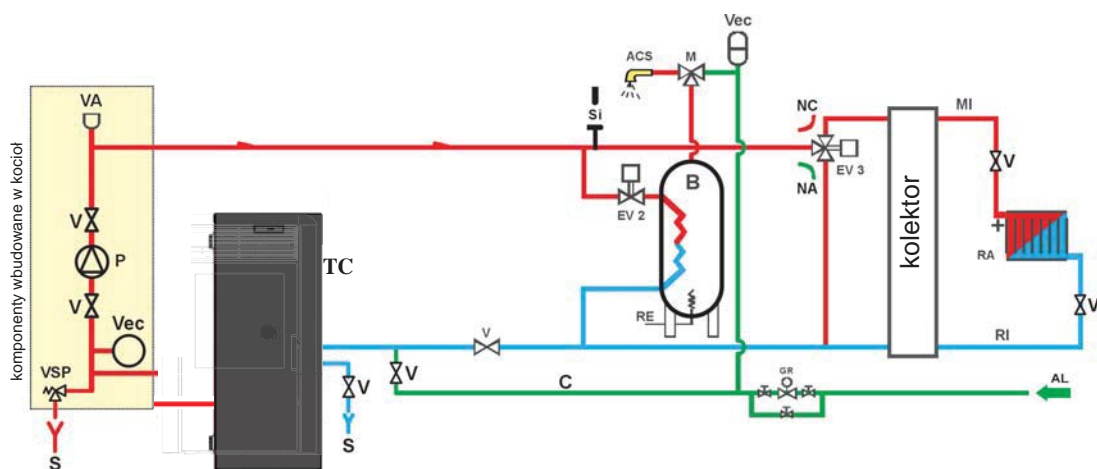 komponenty wbudowane w kocioł
VA
V
P
V
Vec
VSP
S
TC
V
S
V
V
C
Si
EV 2
B
RE
ACS
M
Vec
NC
NA
EV 3
kolektor
MI
V
+
RA
V
RI
GR
AL